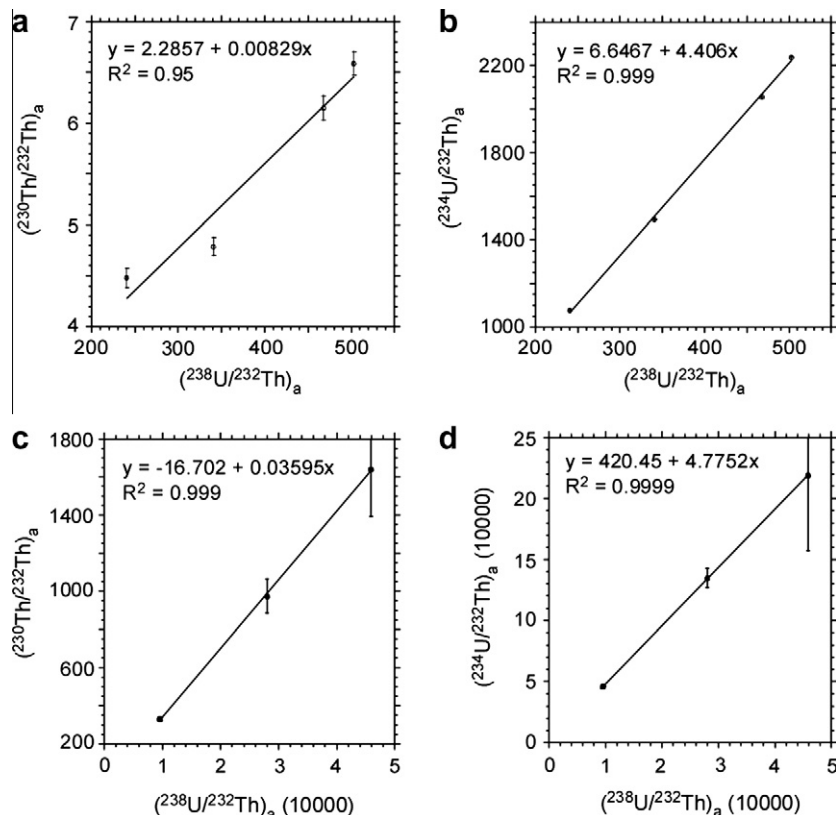 a
y = 2.2857 + 0.00829x
R² = 0.95
7
6
5
4
200 300 400 500
(²³⁰Th/²³²Th)ₐ
(²³⁸U/²³²Th)ₐ
b
y = 6.6467 + 4.406x
R² = 0.999
2200
1800
1400
1000
200 300 400 500
(²³⁴U/²³²Th)ₐ
(²³⁸U/²³²Th)ₐ
c
y = -16.702 + 0.03595x
R² = 0.999
1800
1400
1000
600
200
0 1 2 3 4 5
(²³⁰Th/²³²Th)ₐ
(²³⁸U/²³²Th)ₐ (10000)
d
y = 420.45 + 4.7752x
R² = 0.9999
25
20
15
10
5
0
0 1 2 3 4 5
(²³⁴U/²³²Th)ₐ (10000)
(²³⁸U/²³²Th)ₐ (10000)